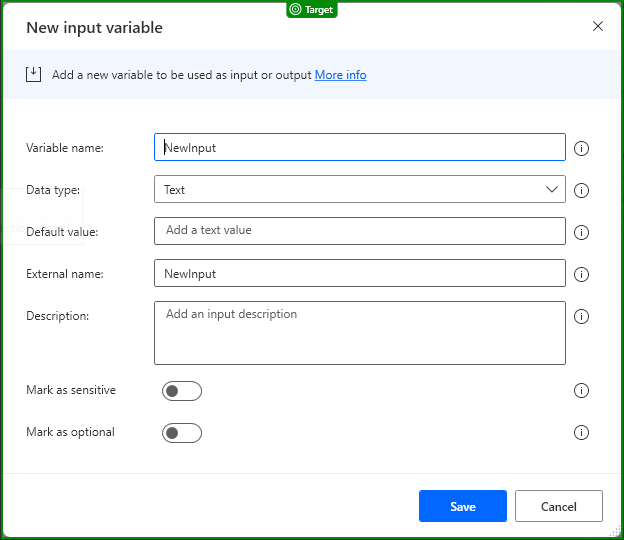 Target
New input variable
Add a new variable to be used as input or output More info
Variable name: NewInput
Data type: Text
Default value: Add a text value
External name: NewInput
Description: Add an input description
Mark as sensitive
Mark as optional
Save Cancel